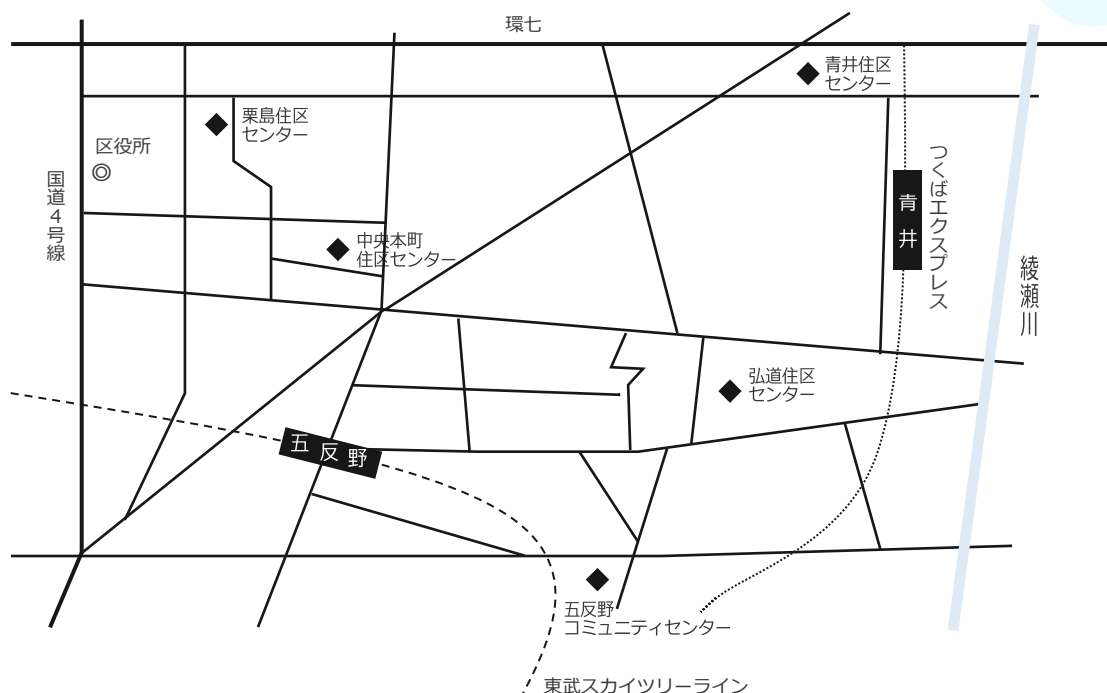 環七
青井住区
センター
栗島住区
センター
区役所
国道4号線
つくばエクスプレス
青井
綾瀬川
中央本町
住区センター
弘道住区
センター
五反野
五反野
コミュニティセンター
東武スカイツリーライン